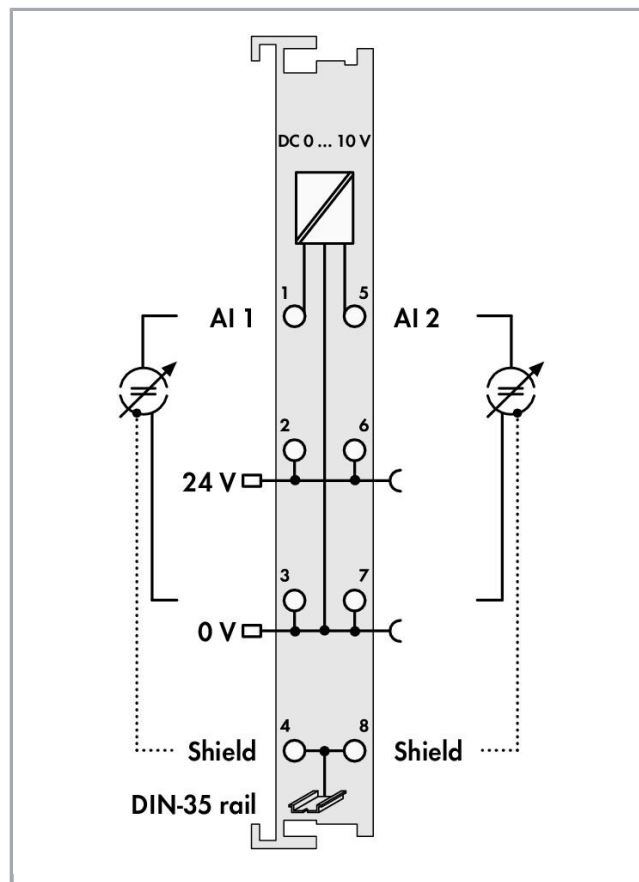 DC 0 ... 10 V
1 5
AI 1 AI 2
2 6
24 V
3 7
0 V
4 8
Shield Shield
DIN-35 rail